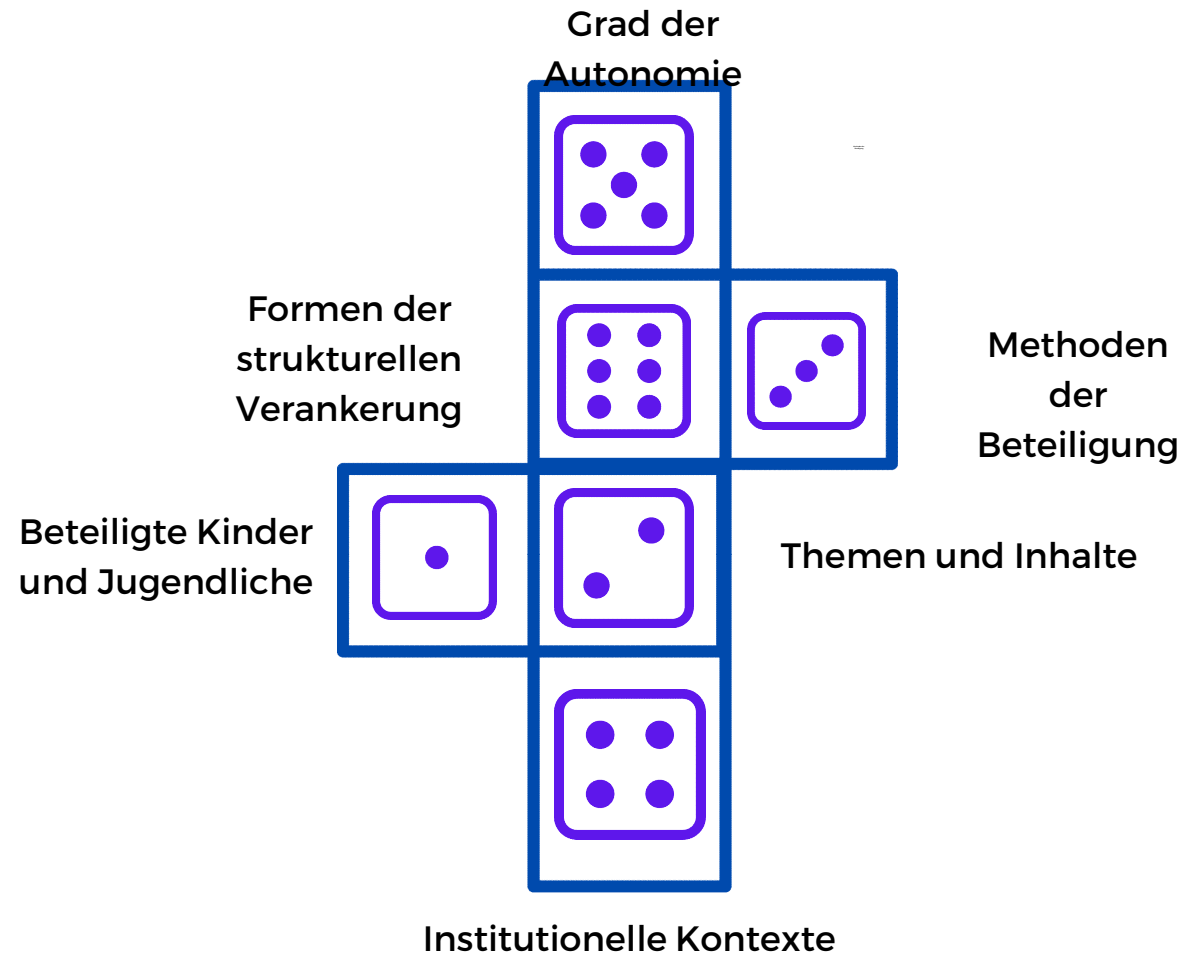 Grad der
Autonomie
Formen der
strukturellen
Verankerung
Methoden
der
Beteiligung
Beteiligte Kinder
und Jugendliche
Themen und Inhalte
Institutionelle Kontexte